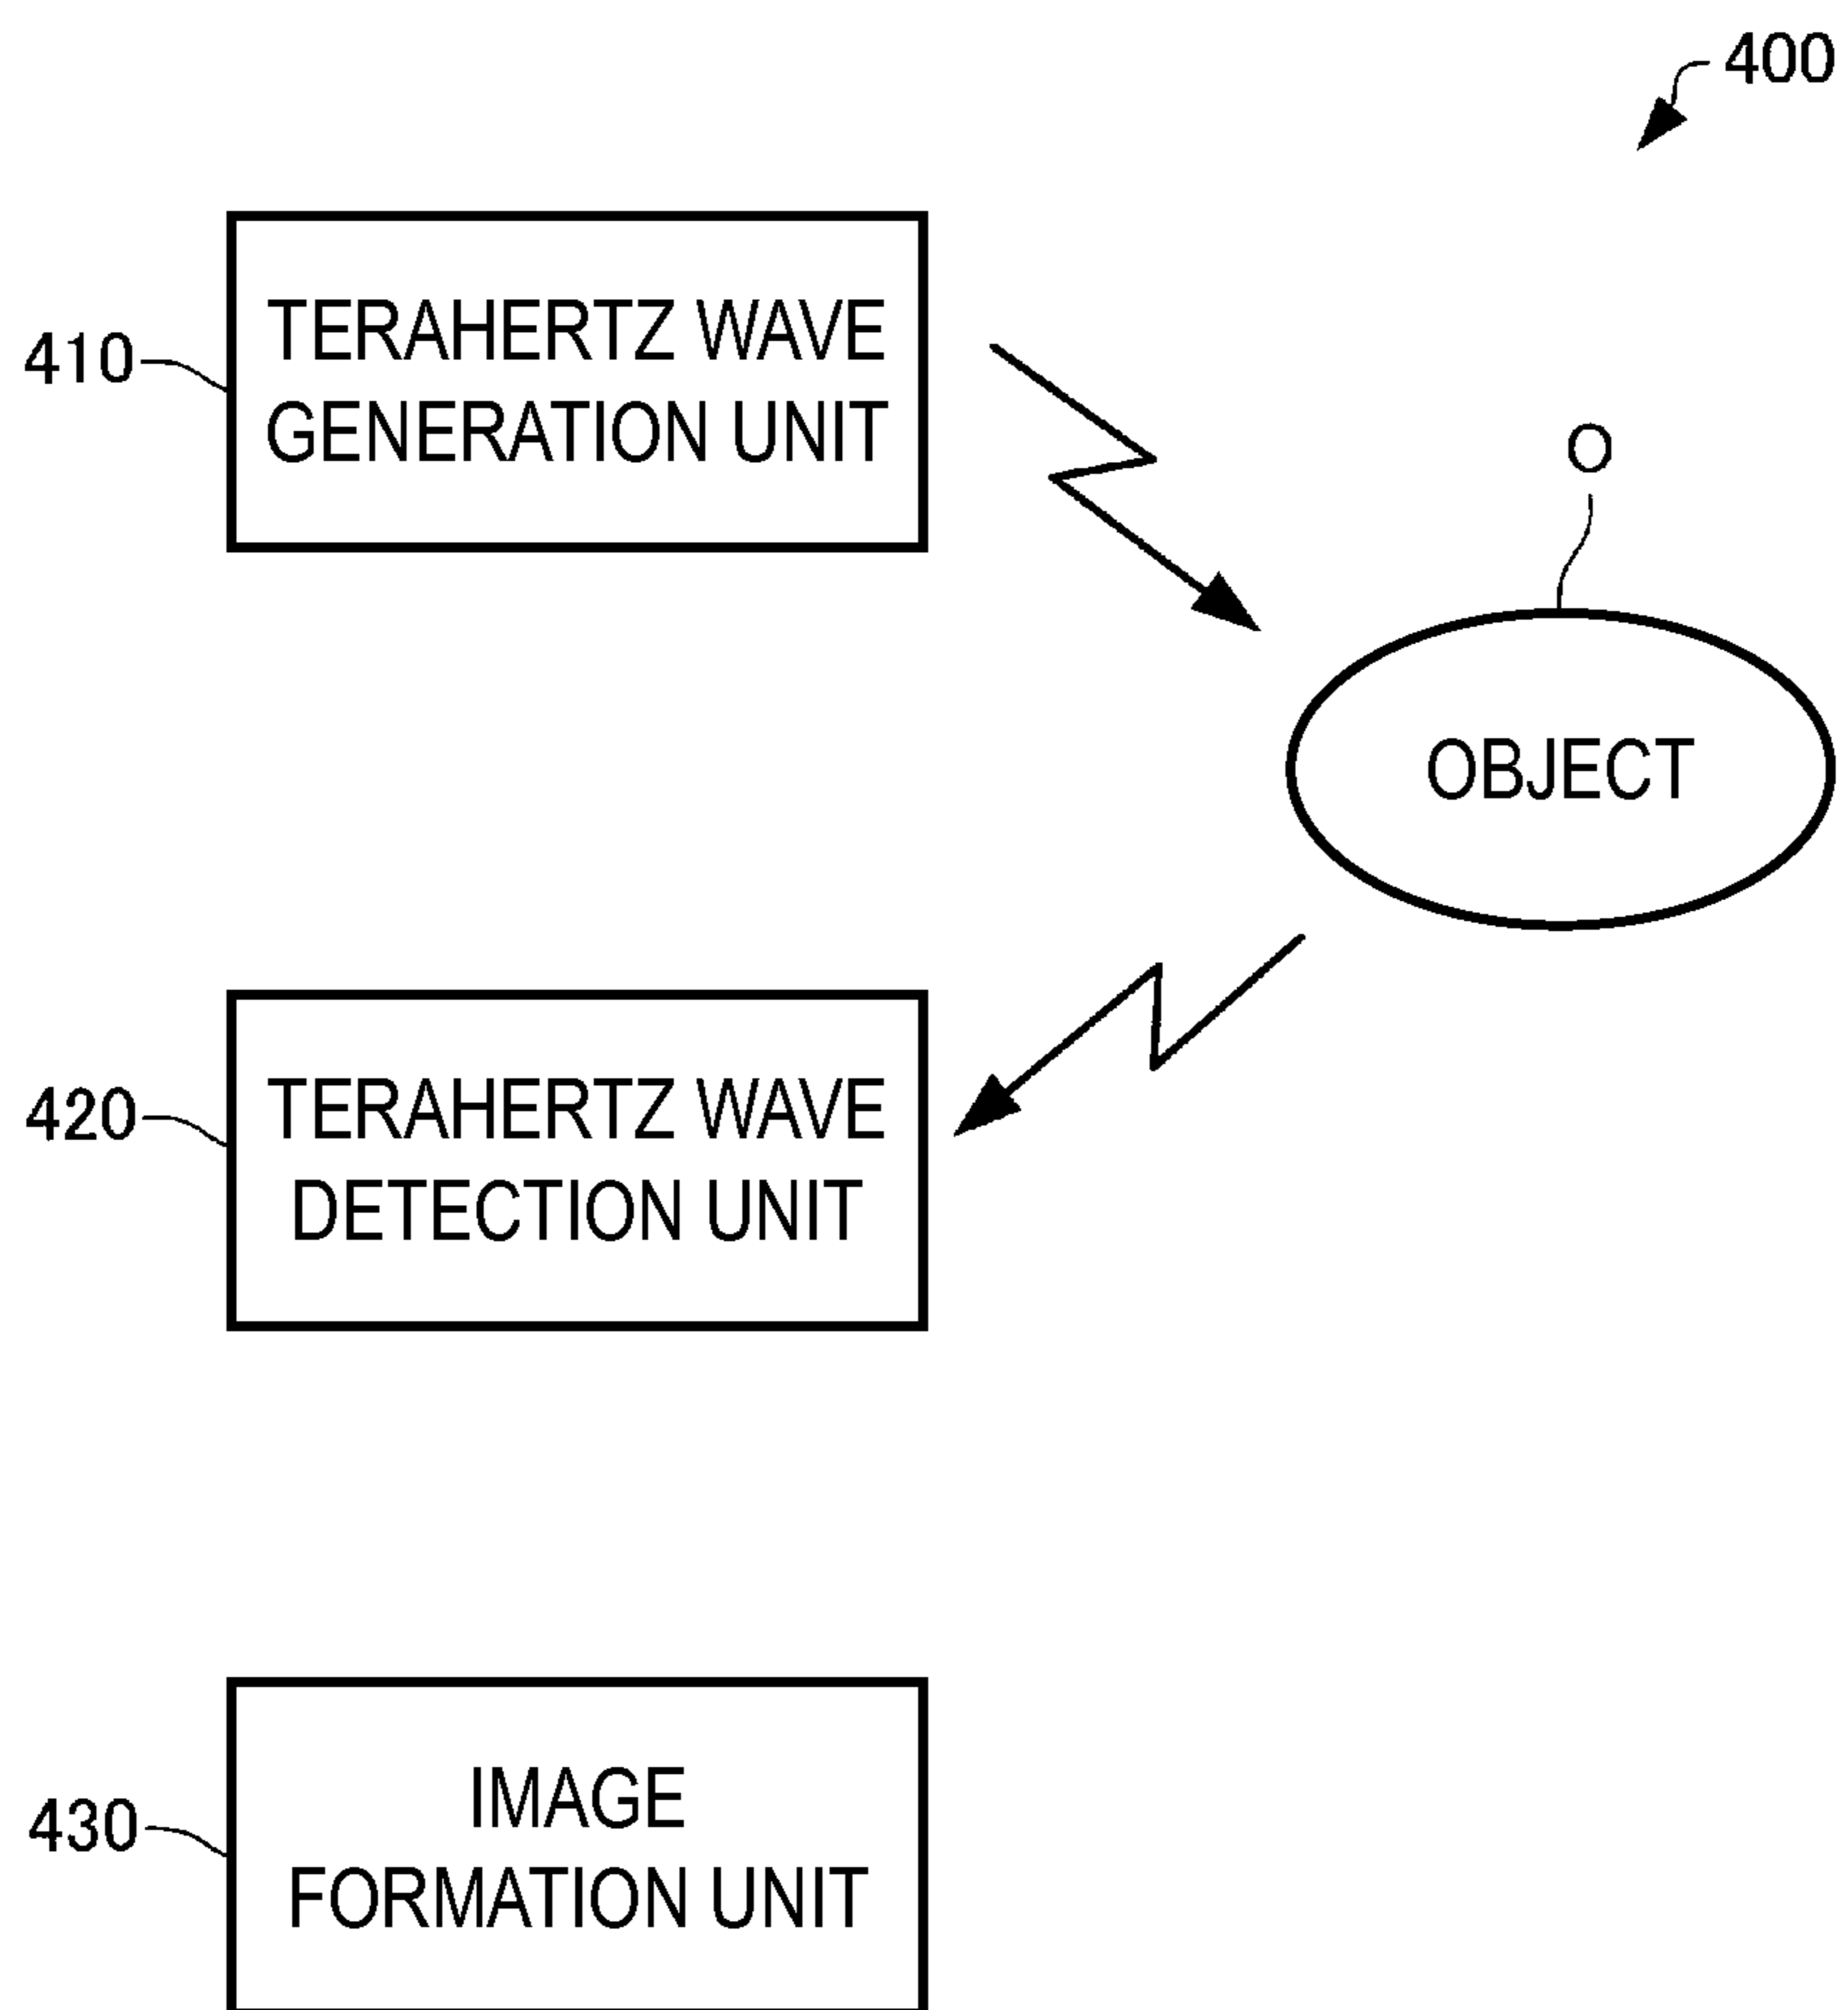 400
410
TERAHERTZ WAVE
GENERATION UNIT
O
OBJECT
420
TERAHERTZ WAVE
DETECTION UNIT
430
IMAGE
FORMATION UNIT